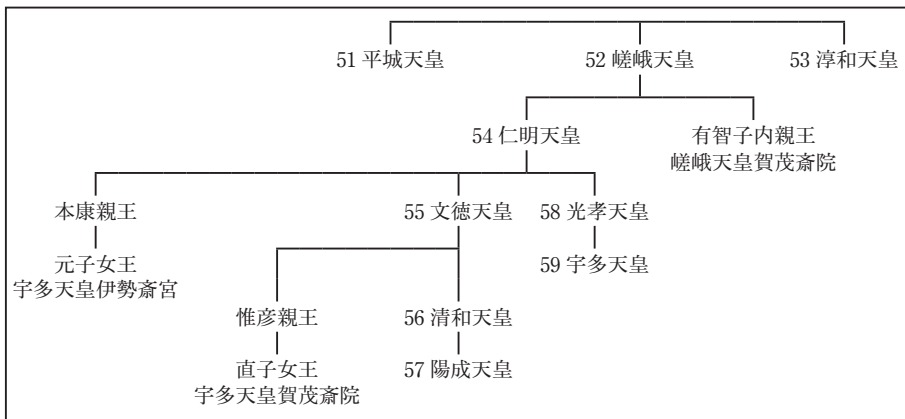 51 平城天皇
52 嵯峨天皇
53 淳和天皇
54 仁明天皇
有智子内親王
嵯峨天皇賀茂斎院
本康親王
55 文徳天皇
58 光孝天皇
元子女王
宇多天皇伊勢斎宮
59 宇多天皇
惟彦親王
56 清和天皇
直子女王
宇多天皇賀茂斎院
57 陽成天皇